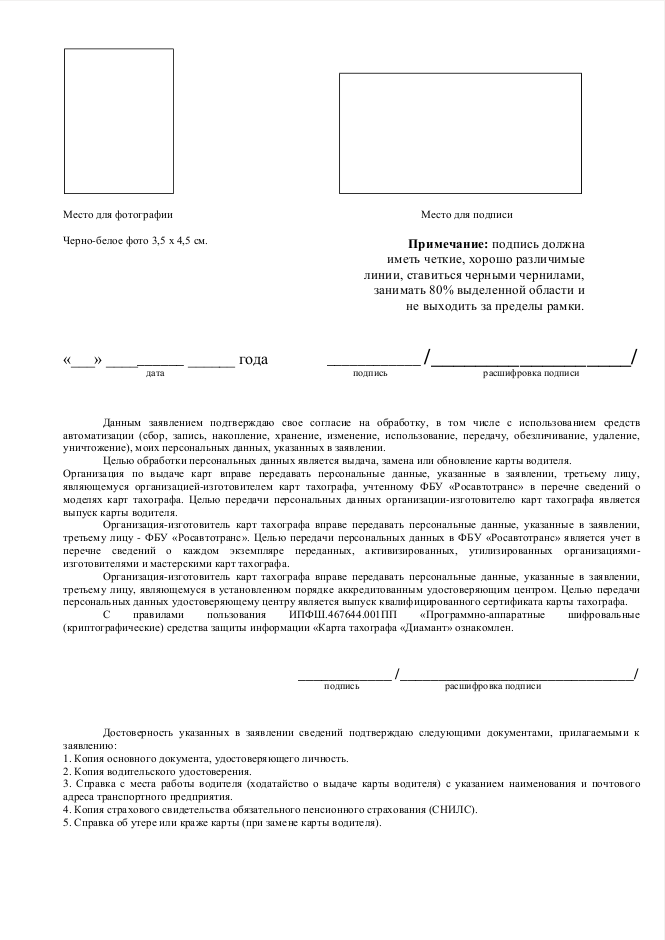 Место для фотографии
Место для подписи
Черно-белое фото 3,5 х 4,5 см.
Примечание: подпись должна
иметь четкие, хорошо различимые
линии, ставиться черными чернилами,
занимать 80% выделенной области и
не выходить за пределы рамки.
«___» __________ ______ года ____________ /__________________________/
дата подпись расшифровка подписи
Данным заявлением подтверждаю свое согласие на обработку, в том числе с использованием средств
автоматизации (сбор, запись, накопление, хранение, изменение, использование, передачу, обезличивание, удаление,
уничтожение), моих персональных данных, указанных в заявлении.
Целью обработки персональных данных является выдача, замена или обновление карты водителя.
Организация по выдаче карт вправе передавать персональные данные, указанные в заявлении, третьему лицу,
являющемуся организацией-изготовителем карт тахографа, учтенному ФБУ «Росавтотранс» в перечне сведений о
моделях карт тахографа. Целью передачи персональных данных организации-изготовителю карт тахографа является
выпуск карты водителя.
Организация-изготовитель карт тахографа вправе передавать персональные данные, указанные в заявлении,
третьему лицу - ФБУ «Росавтотранс». Целью передачи персональных данных в ФБУ «Росавтотранс» является учет в
перечне сведений о каждом экземпляре переданных, активизированных, утилизированных организациями-
изготовителями и мастерскими карт тахографа.
Организация-изготовитель карт тахографа вправе передавать персональные данные, указанные в заявлении,
третьему лицу, являющемуся в установленном порядке аккредитованным удостоверяющим центром. Целью передачи
персональных данных удостоверяющему центру является выпуск квалифицированного сертификата карты тахографа.
С правилами пользования ИПФШ.467644.001ПП «Программно-аппаратные шифровальные
(криптографические) средства защиты информации «Карта тахографа «Диамант» ознакомлен.
____________ /______________________________/
подпись расшифровка подписи
Достоверность указанных в заявлении сведений подтверждаю следующими документами, прилагаемыми к
заявлению:
1. Копия основного документа, удостоверяющего личность.
2. Копия водительского удостоверения.
3. Справка с места работы водителя (ходатайство о выдаче карты водителя) с указанием наименования и почтового
адреса транспортного предприятия.
4. Копия страхового свидетельства обязательного пенсионного страхования (СНИЛС).
5. Справка об утере или краже карты (при замене карты водителя).